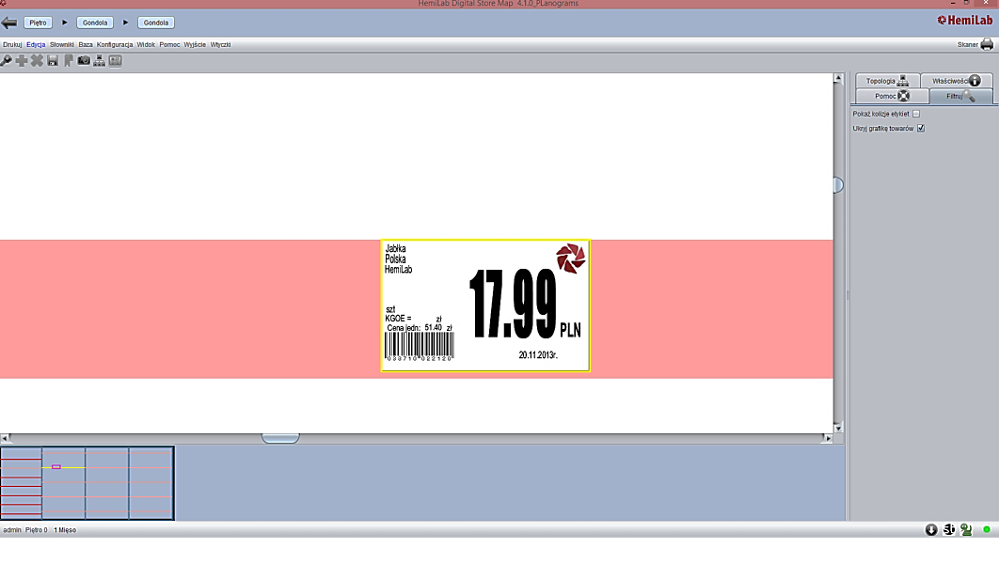 HemiLab Digital Store Map 4.1.0_PLanograms
Piętro Gondola Gondola
HemiLab
Drukuj Edycja Słowniki Baza Konfiguracja Widok Pomoc Wyjście Wtyczki
Skaner
Topologia Właściwości
Pomoc Filtruj
Pokaż kolizje etykiet
Ukryj grafikę towarów
Jabłka
Polska
HemiLab
17.99 PLN
szt
KGOE = zł
Cena jedn: 51.40 zł
033710 022120
20.11.2013r.
admin Piętro 0 1 Mięso